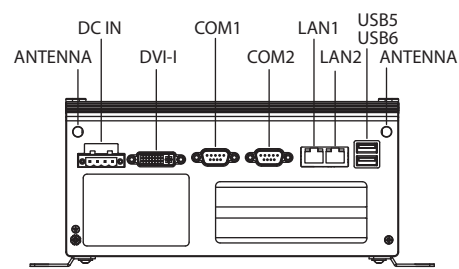 DC IN COM1 LAN1 USB5
USB6
ANTENNA DVI-I COM2 LAN2 ANTENNA